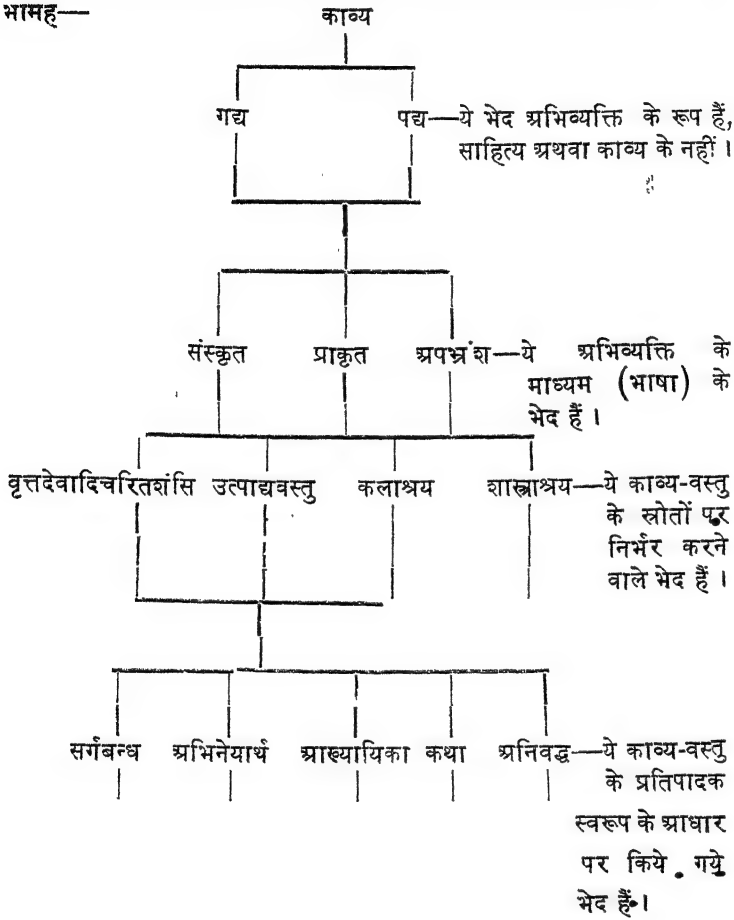 भामह—
काव्य
गद्य पद्य—ये भेद अभिव्यक्ति के रूप हैं,
साहित्य अथवा काव्य के नहीं ।
संस्कृत प्राकृत अपभ्रंश—ये अभिव्यक्ति के
माध्यम (भाषा) के
भेद हैं ।
वृत्तदेवादिचरितशंसि उत्पाद्यवस्तु कलाश्रय शास्त्राश्रय—ये काव्य-वस्तु
के स्रोतों पर
निर्भर करने
वाले भेद हैं ।
सर्गबन्ध अभिनेयार्थ आख्यायिका कथा अनिवद्ध—ये काव्य-वस्तु
के प्रतिपादक
स्वरूप के आधार
पर किये गये
भेद हैं ।